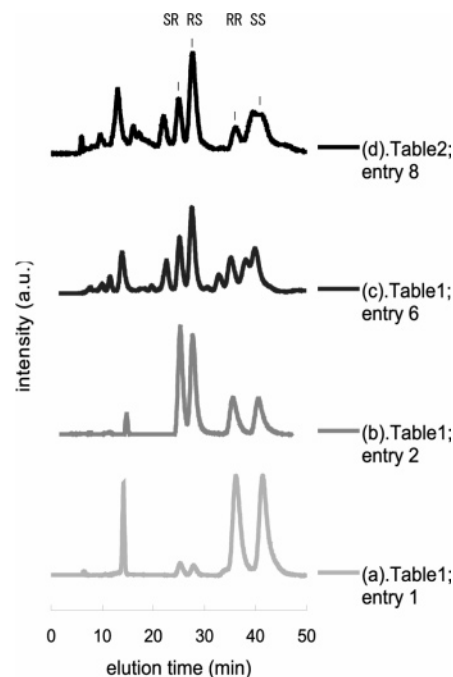 SR RS RR SS
(d).Table2;
entry 8
(c).Table1;
entry 6
(b).Table1;
entry 2
(a).Table1;
entry 1
intensity (a.u.)
0 10 20 30 40 50
elution time (min)